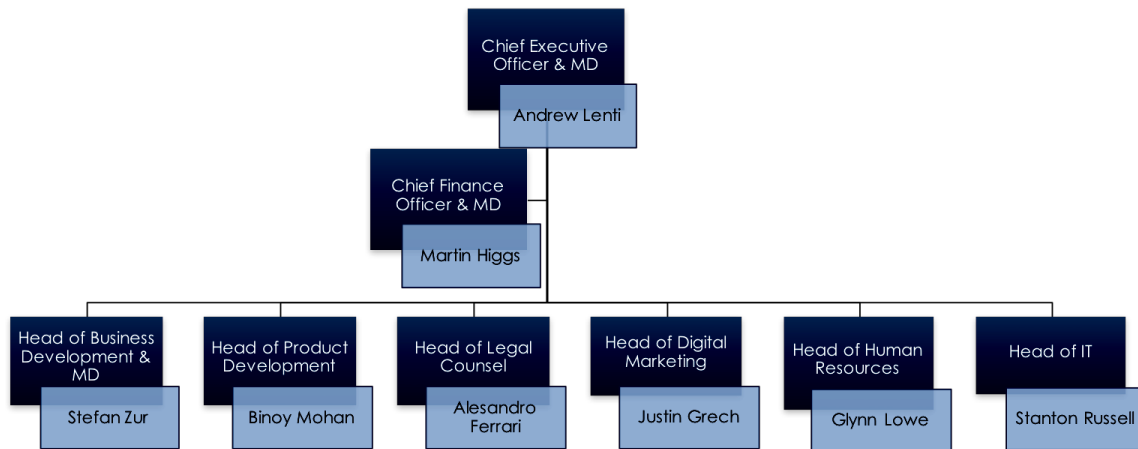 Chief Executive
Officer & MD
Andrew Lenti
Chief Finance
Officer & MD
Martin Higgs
Head of Business
Development &
MD
Stefan Zur
Head of Product
Development
Binoy Mohan
Head of Legal
Counsel
Alesandro
Ferrari
Head of Digital
Marketing
Justin Grech
Head of Human
Resources
Glynn Lowe
Head of IT
Stanton Russell